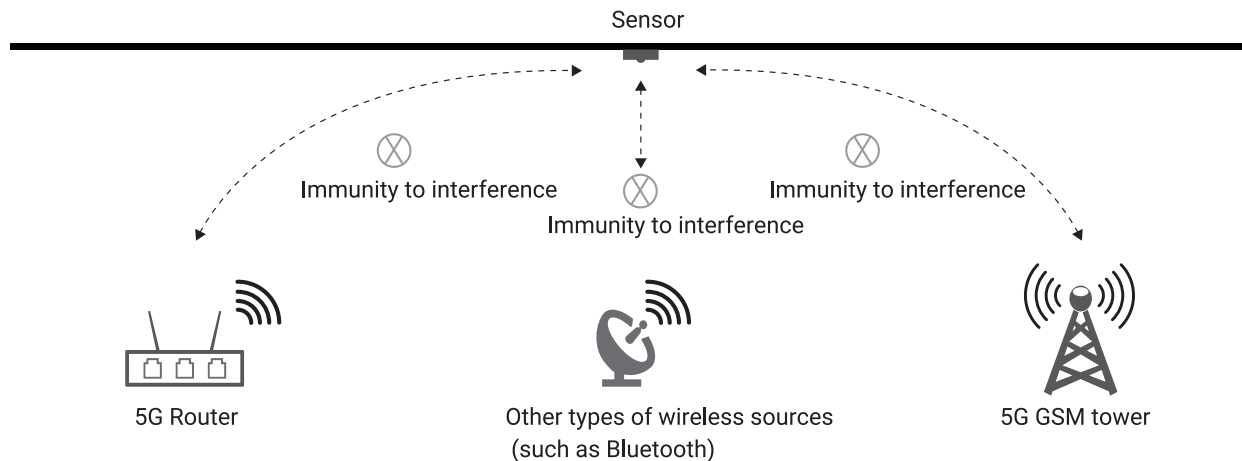 Sensor
Immunity to interference
Immunity to interference
Immunity to interference
5G Router
Other types of wireless sources
(such as Bluetooth)
5G GSM tower